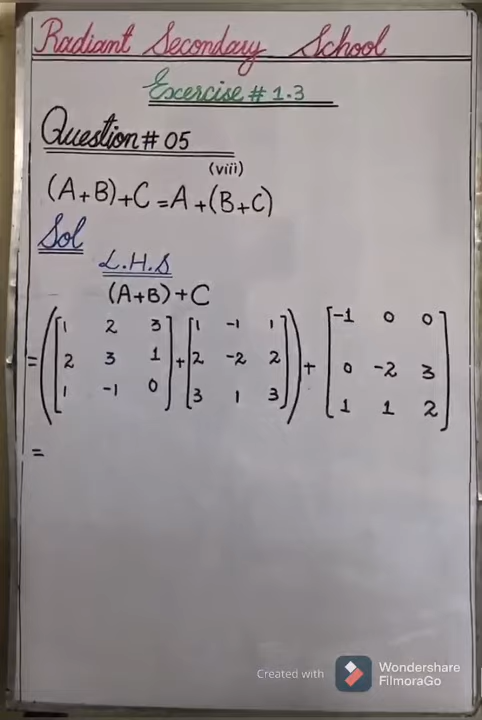 Radiant Secondary School
Exercise # 1.3
Question # 05
(viii)
(A+B)+C=A+(B+C)
Sol
L.H.S
(A+B)+C
= ([1 2 3] + [1 -1 1]) + [-1 0 0]
[2 3 1] [2 -2 2] [0 -2 3]
[1 -1 0] [3 1 3] [1 1 2]
=
Created with Wondershare FilmoraGo